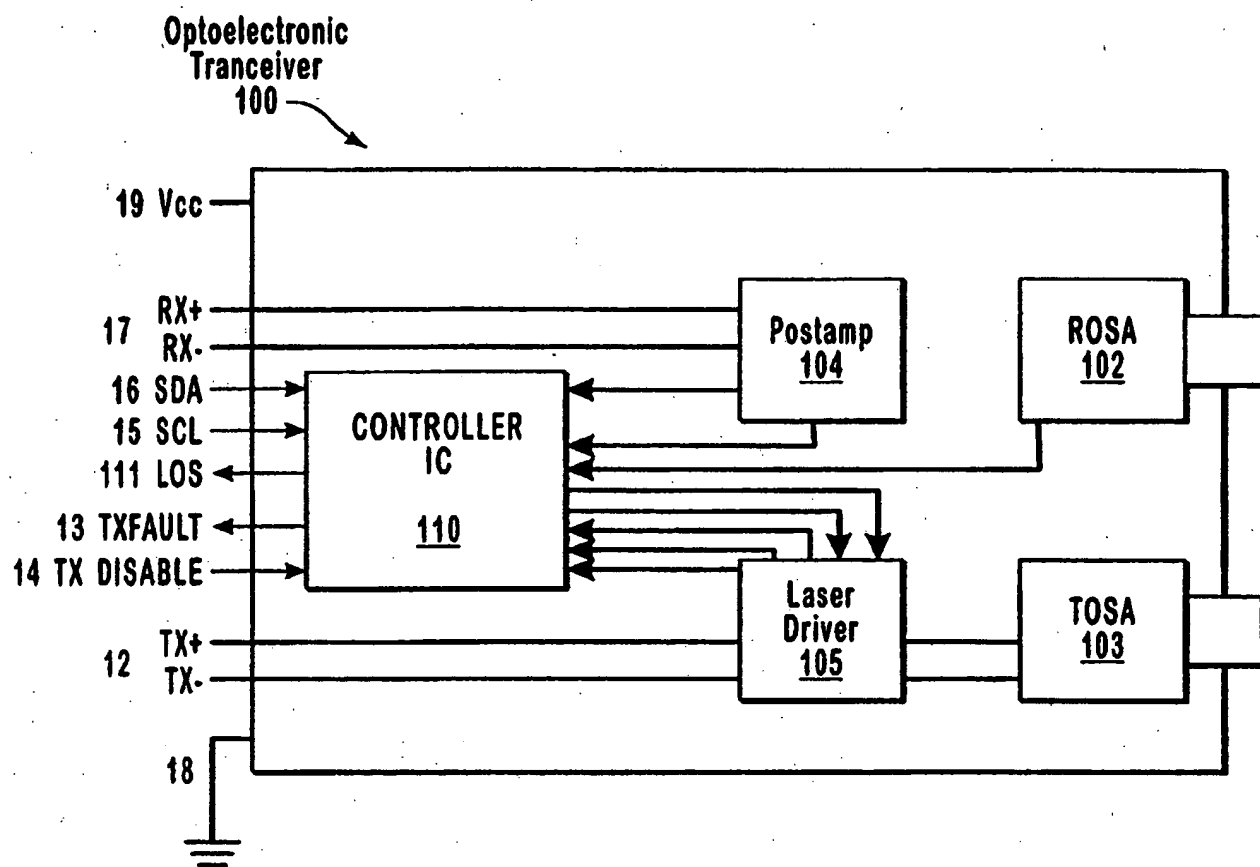 Optoelectronic
Tranceiver
100
19 Vcc
17
RX+
RX-
16 SDA
15 SCL
111 LOS
13 TXFAULT
14 TX DISABLE
12
TX+
TX-
18
CONTROLLER
IC
110
Postamp
104
ROSA
102
Laser
Driver
105
TOSA
103